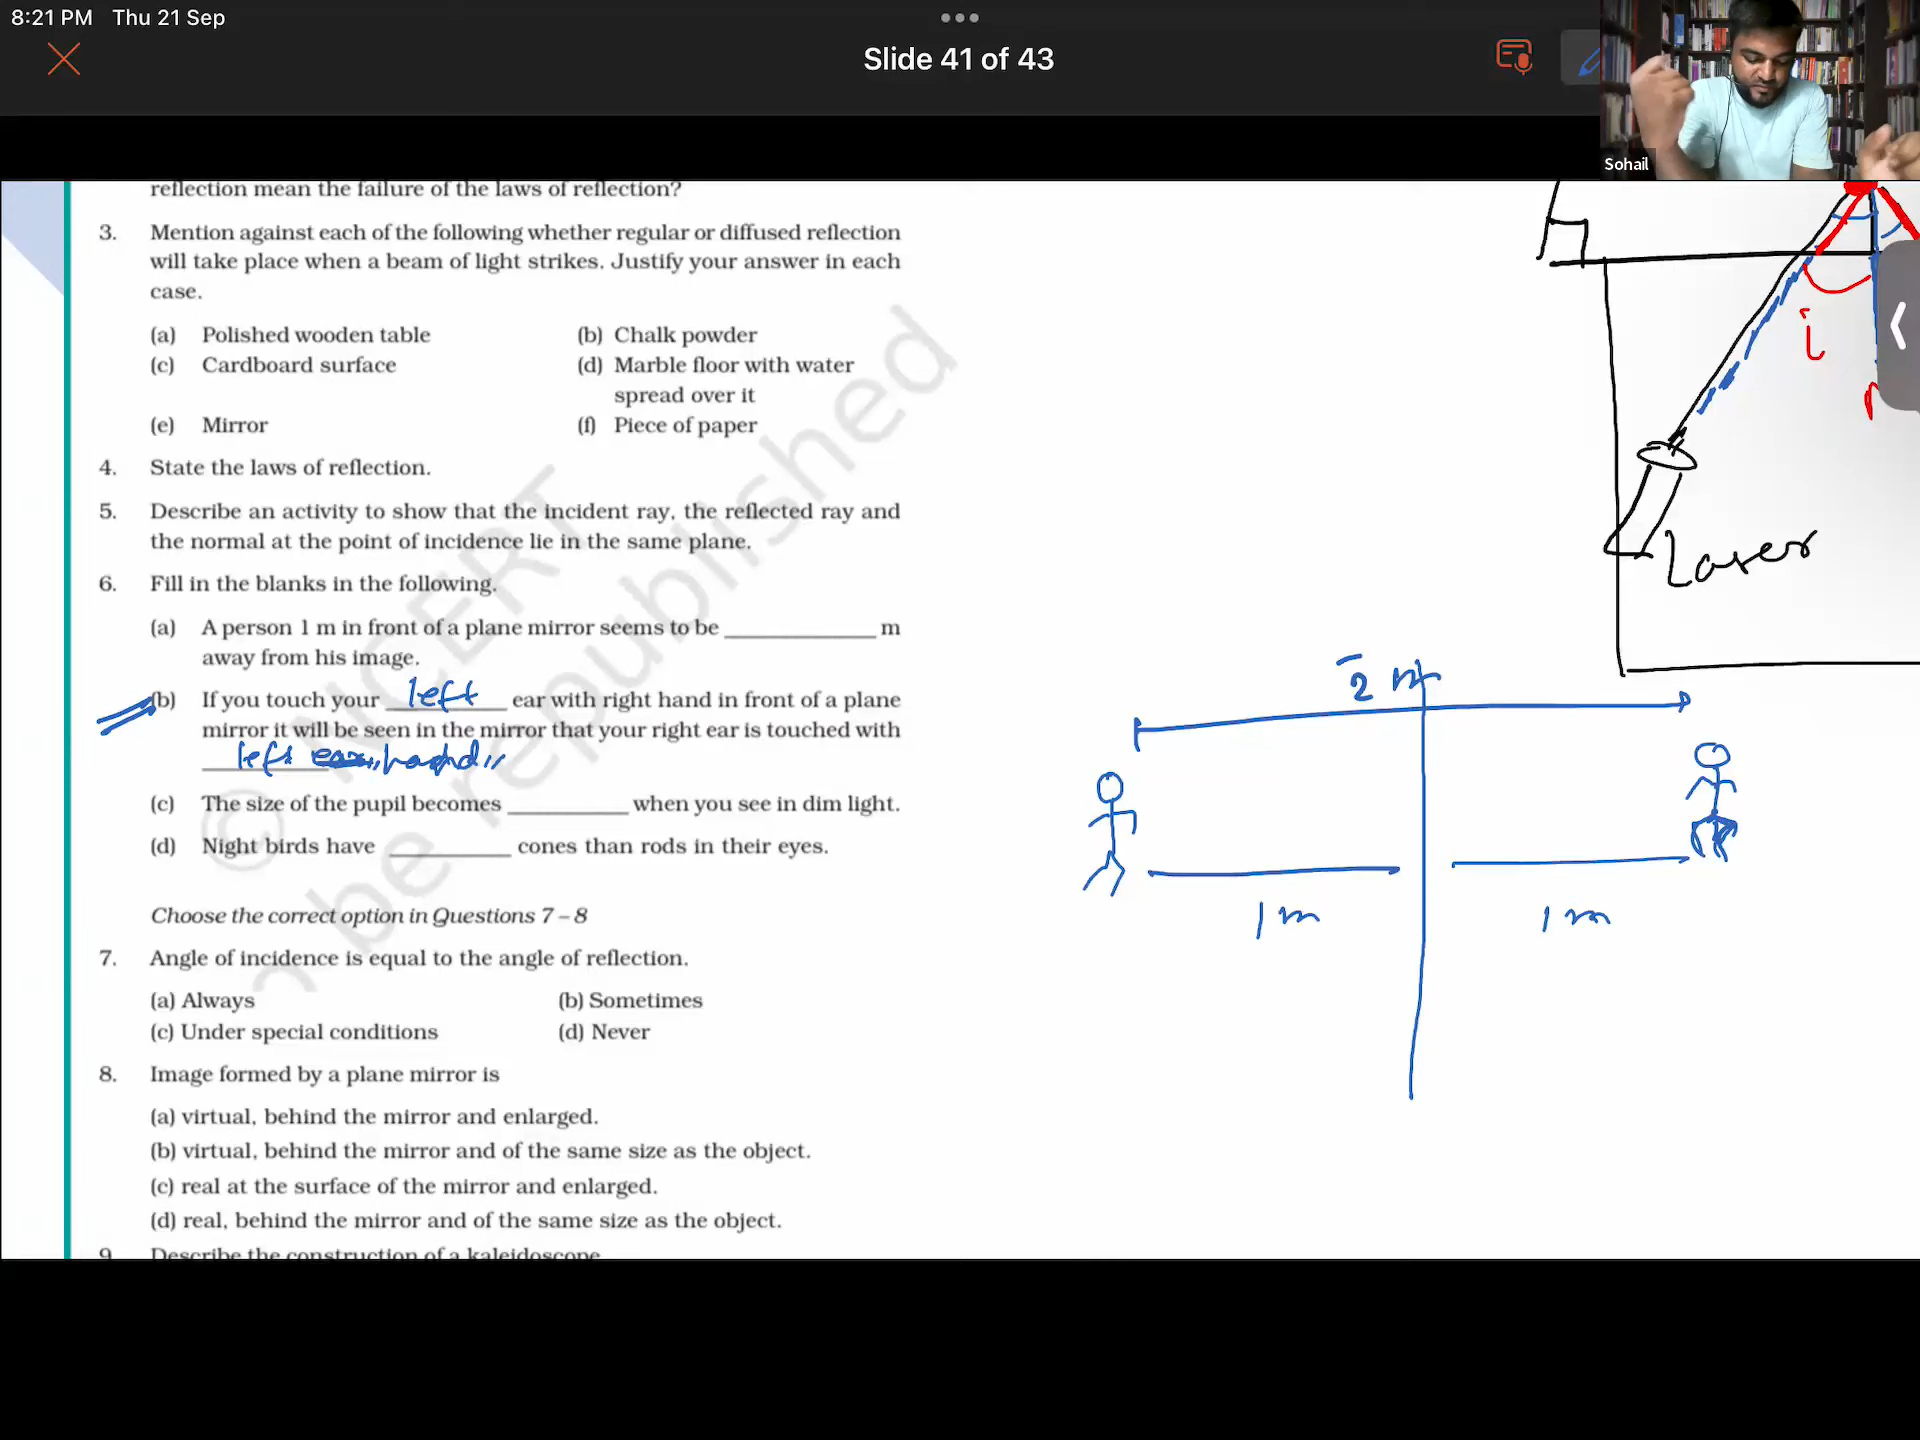 8:21 PM Thu 21 Sep
Slide 41 of 43
Sohail
reflection mean the failure of the laws of reflection?
3. Mention against each of the following whether regular or diffused reflection
will take place when a beam of light strikes. Justify your answer in each
case.
(a) Polished wooden table (b) Chalk powder
(c) Cardboard surface (d) Marble floor with water
spread over it
(e) Mirror (f) Piece of paper
4. State the laws of reflection.
5. Describe an activity to show that the incident ray, the reflected ray and
the normal at the point of incidence lie in the same plane.
6. Fill in the blanks in the following.
(a) A person 1 m in front of a plane mirror seems to be ____________ m
away from his image.
(b) If you touch your left ear with right hand in front of a plane
mirror it will be seen in the mirror that your right ear is touched with
left hand
(c) The size of the pupil becomes __________ when you see in dim light.
(d) Night birds have __________ cones than rods in their eyes.
Choose the correct option in Questions 7 – 8
7. Angle of incidence is equal to the angle of reflection.
(a) Always (b) Sometimes
(c) Under special conditions (d) Never
8. Image formed by a plane mirror is
(a) virtual, behind the mirror and enlarged.
(b) virtual, behind the mirror and of the same size as the object.
(c) real at the surface of the mirror and enlarged.
(d) real, behind the mirror and of the same size as the object.
9. Describe the construction of a kaleidoscope.
© NCERT
be republished
i
Laser
2 m
1 m
1 m